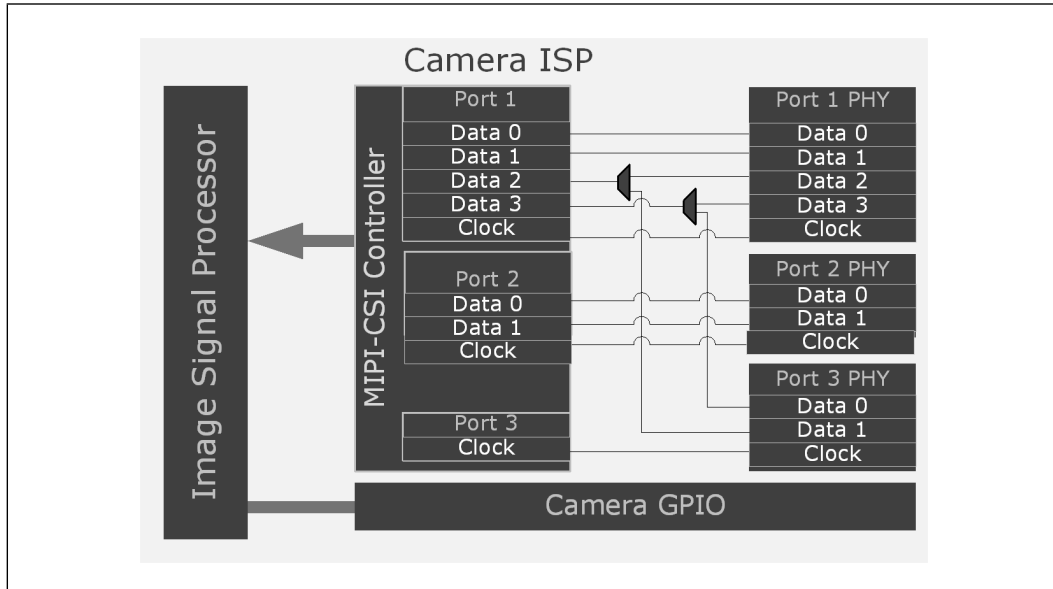 Camera ISP
Image Signal Processor
MIPI-CSI Controller
Port 1
Data 0
Data 1
Data 2
Data 3
Clock
Port 2
Data 0
Data 1
Clock
Port 3
Clock
Port 1 PHY
Data 0
Data 1
Data 2
Data 3
Clock
Port 2 PHY
Data 0
Data 1
Clock
Port 3 PHY
Data 0
Data 1
Clock
Camera GPIO